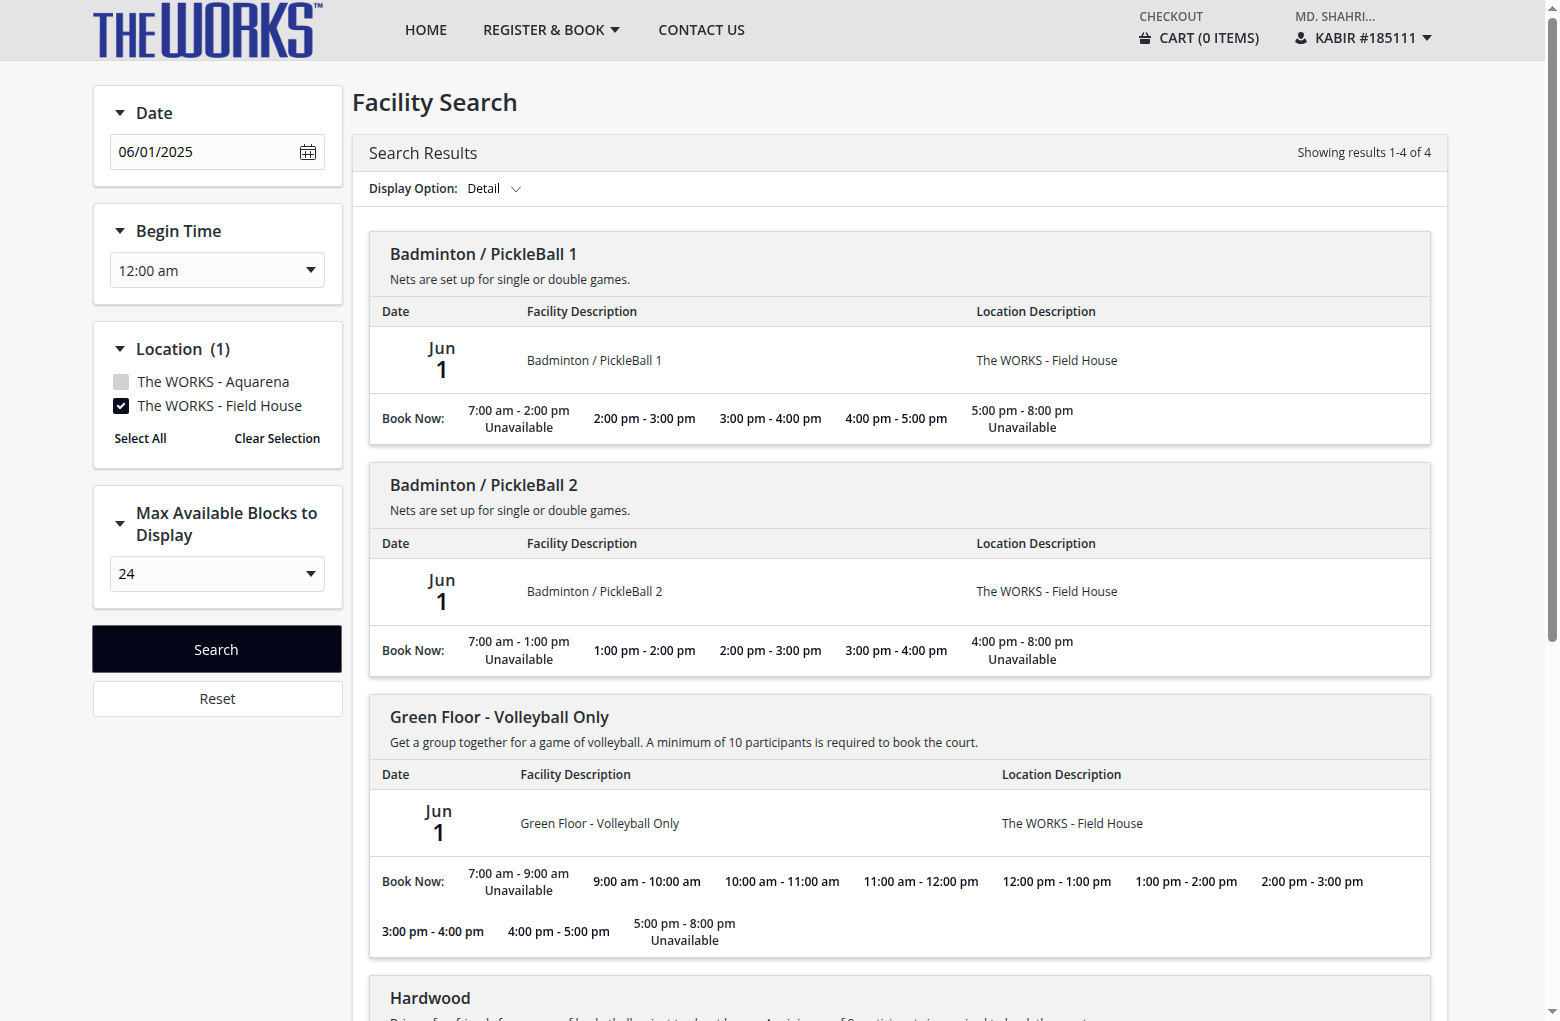 THE WORKS™
HOME
REGISTER & BOOK
CONTACT US
CHECKOUT
CART (0 ITEMS)
MD. SHAHRI...
KABIR #185111
Date
06/01/2025
Begin Time
12:00 am
Location (1)
The WORKS - Aquarena
The WORKS - Field House
Select All
Clear Selection
Max Available Blocks to
Display
24
Search
Reset
Facility Search
Search Results
Showing results 1-4 of 4
Display Option: Detail
Badminton / PickleBall 1
Nets are set up for single or double games.
Date Facility Description Location Description
Jun
1
Badminton / PickleBall 1
The WORKS - Field House
Book Now:
7:00 am - 2:00 pm
Unavailable
2:00 pm - 3:00 pm
3:00 pm - 4:00 pm
4:00 pm - 5:00 pm
5:00 pm - 8:00 pm
Unavailable
Badminton / PickleBall 2
Nets are set up for single or double games.
Date Facility Description Location Description
Jun
1
Badminton / PickleBall 2
The WORKS - Field House
Book Now:
7:00 am - 1:00 pm
Unavailable
1:00 pm - 2:00 pm
2:00 pm - 3:00 pm
3:00 pm - 4:00 pm
4:00 pm - 8:00 pm
Unavailable
Green Floor - Volleyball Only
Get a group together for a game of volleyball. A minimum of 10 participants is required to book the court.
Date Facility Description Location Description
Jun
1
Green Floor - Volleyball Only
The WORKS - Field House
Book Now:
7:00 am - 9:00 am
Unavailable
9:00 am - 10:00 am
10:00 am - 11:00 am
11:00 am - 12:00 pm
12:00 pm - 1:00 pm
1:00 pm - 2:00 pm
2:00 pm - 3:00 pm
3:00 pm - 4:00 pm
4:00 pm - 5:00 pm
5:00 pm - 8:00 pm
Unavailable
Hardwood